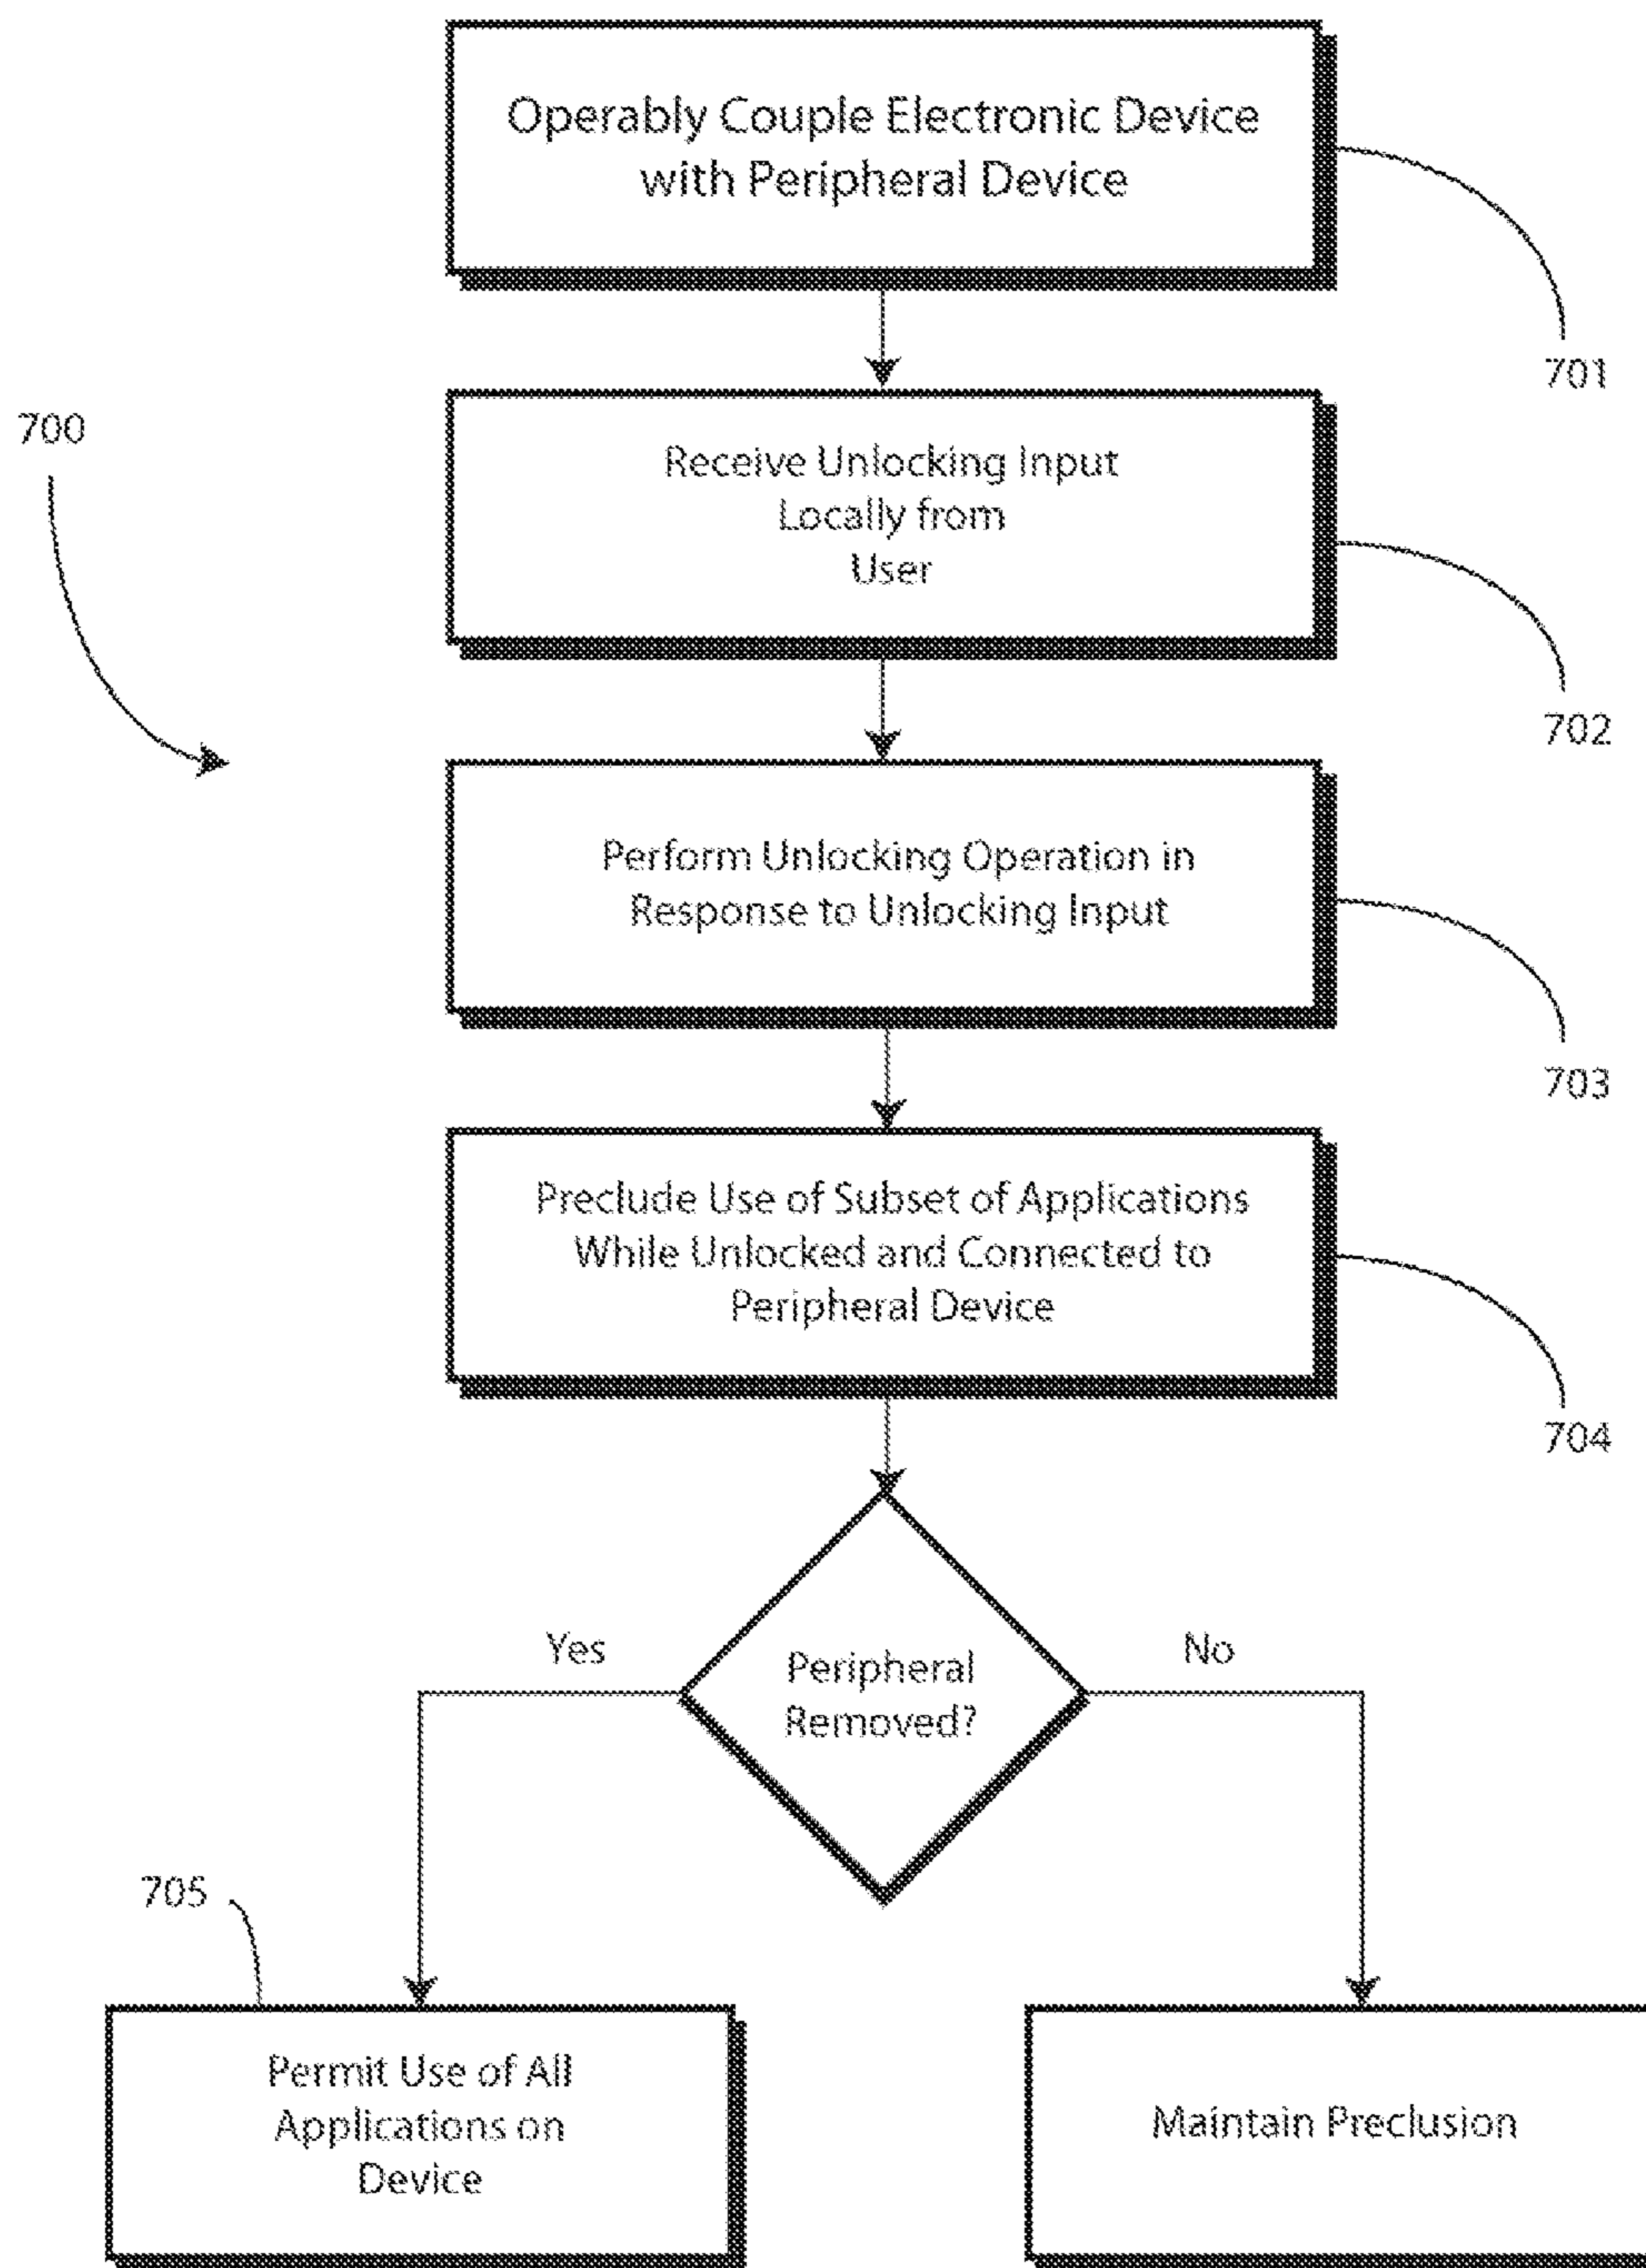 Operably Couple Electronic Device
with Peripheral Device
701
700
Receive Unlocking Input
Locally from
User
702
Perform Unlocking Operation in
Response to Unlocking Input
703
Preclude Use of Subset of Applications
While Unlocked and Connected to
Peripheral Device
704
Yes
No
Peripheral
Removed?
705
Permit Use of All
Applications on
Device
Maintain Preclusion